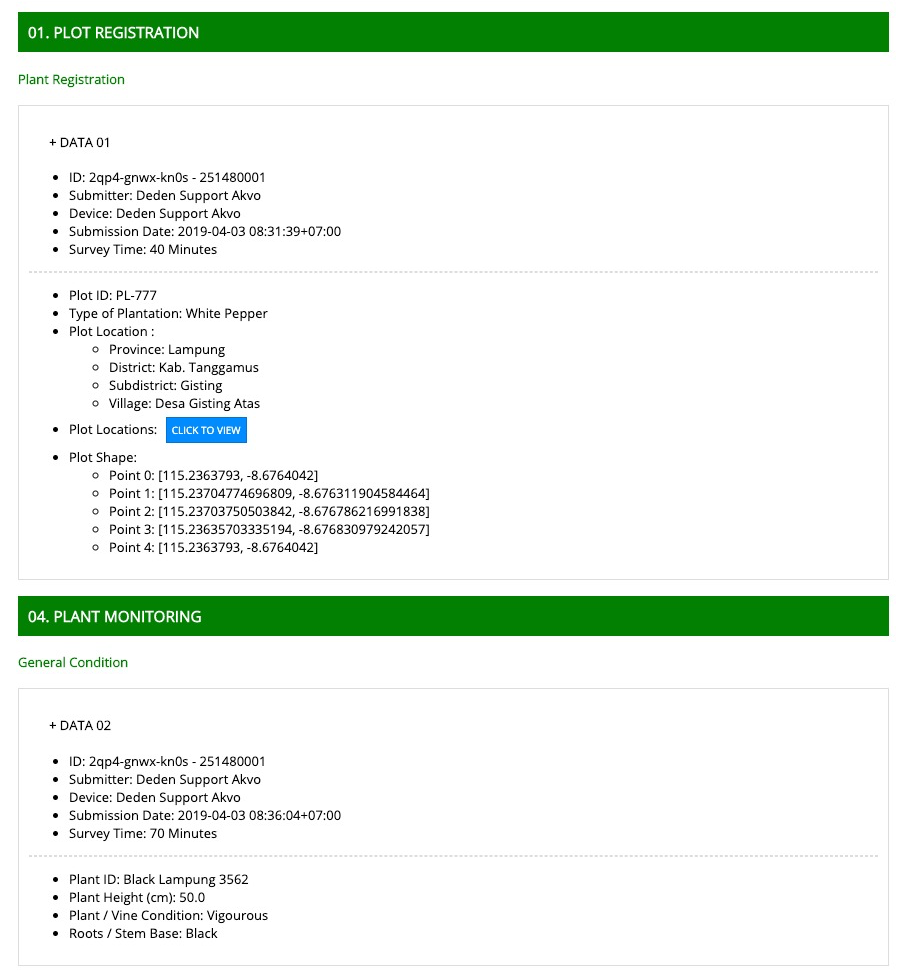 01. PLOT REGISTRATION
Plant Registration
+ DATA 01
ID: 2qp4-gnwx-kn0s - 251480001
Submitter: Deden Support Akvo
Device: Deden Support Akvo
Submission Date: 2019-04-03 08:31:39+07:00
Survey Time: 40 Minutes
Plot ID: PL-777
Type of Plantation: White Pepper
Plot Location :
Province: Lampung
District: Kab. Tanggamus
Subdistrict: Gisting
Village: Desa Gisting Atas
Plot Locations: CLICK TO VIEW
Plot Shape:
Point 0: [115.2363793, -8.6764042]
Point 1: [115.23704774696809, -8.676311904584464]
Point 2: [115.23703750503842, -8.676786216991838]
Point 3: [115.23635703335194, -8.676830979242057]
Point 4: [115.2363793, -8.6764042]
04. PLANT MONITORING
General Condition
+ DATA 02
ID: 2qp4-gnwx-kn0s - 251480001
Submitter: Deden Support Akvo
Device: Deden Support Akvo
Submission Date: 2019-04-03 08:36:04+07:00
Survey Time: 70 Minutes
Plant ID: Black Lampung 3562
Plant Height (cm): 50.0
Plant / Vine Condition: Vigourous
Roots / Stem Base: Black